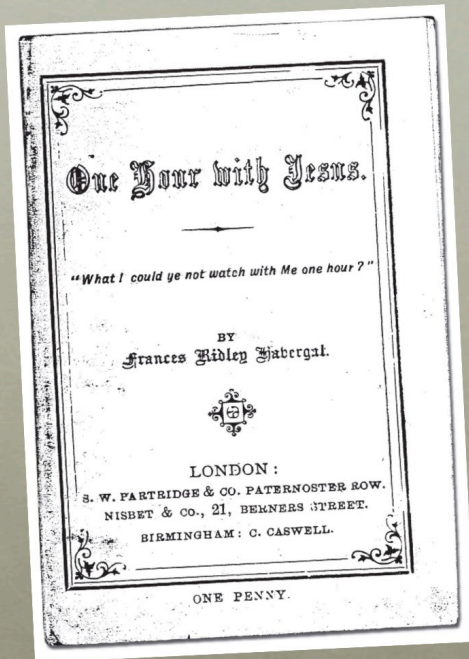 One Hour with Jesus.
"What! could ye not watch with Me one hour?"
BY
Frances Ridley Havergal.
LONDON:
S. W. PARTRIDGE & CO. PATERNOSTER ROW.
NISBET & CO., 21, BERNERS STREET.
BIRMINGHAM: C. CASWELL.
ONE PENNY.